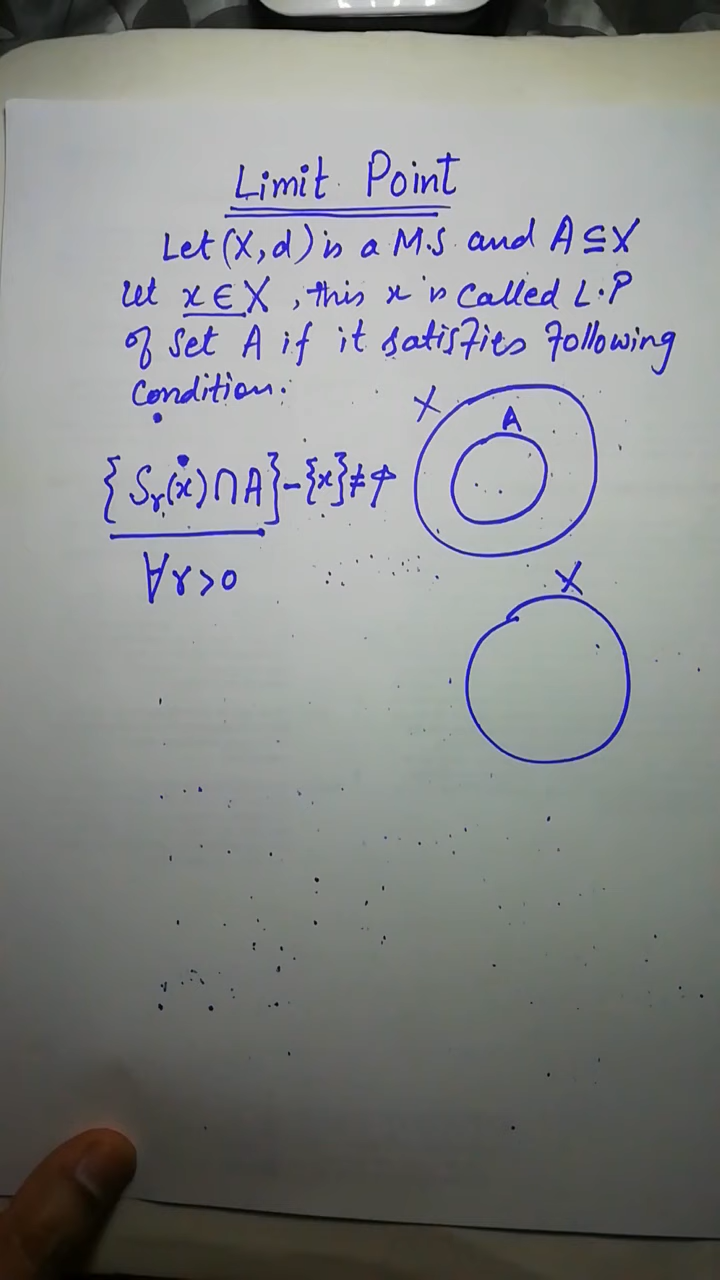 Limit Point
Let (X,d) is a M.S. and A ⊆ X
let x ∈ X, this x is called L.P
of set A if it satisfies following
condition.
{Sᵣ(x) ∩ A} - {x} ≠ φ
∀ r > 0
X
A
X